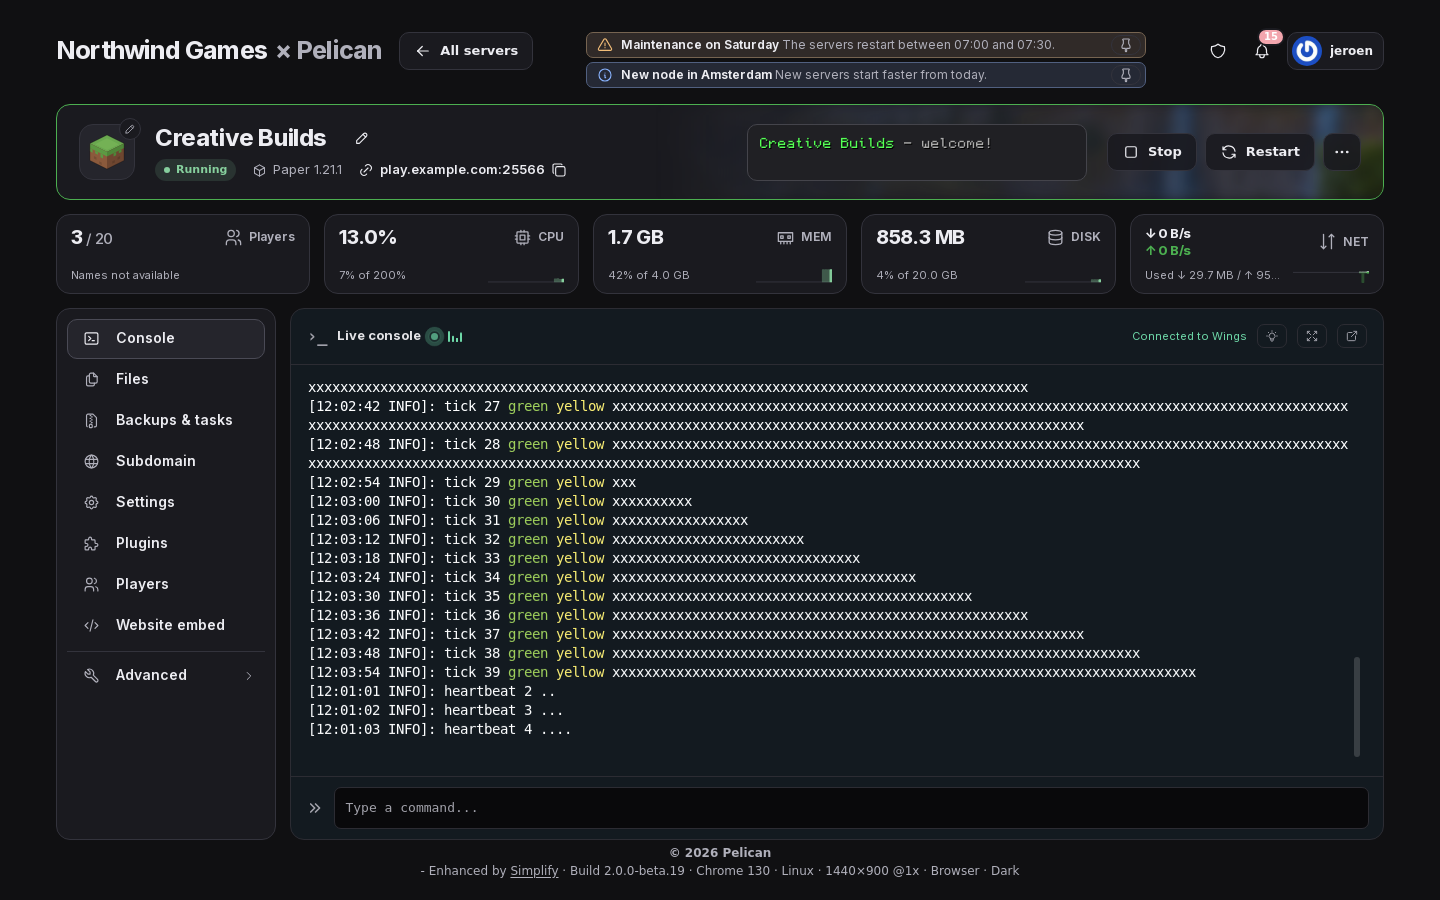 Northwind Games × Pelican
All servers
Maintenance on Saturday The servers restart between 07:00 and 07:30.
New node in Amsterdam New servers start faster from today.
15
jeroen
Creative Builds
Running
Paper 1.21.1
play.example.com:25566
Creative Builds - welcome!
Stop
Restart
3 / 20
Players
Names not available
13.0%
CPU
7% of 200%
1.7 GB
MEM
42% of 4.0 GB
858.3 MB
DISK
4% of 20.0 GB
↓ 0 B/s
↑ 0 B/s
NET
Used ↓ 29.7 MB / ↑ 95...
Console
Files
Backups & tasks
Subdomain
Settings
Plugins
Players
Website embed
Advanced
Live console
Connected to Wings
xxxxxxxxxxxxxxxxxxxxxxxxxxxxxxxxxxxxxxxxxxxxxxxxxxxxxxxxxxxxxxxxxxxxxxxxxxxxxxxxxxxxxxxxxx
[12:02:42 INFO]: tick 27 green yellow xxxxxxxxxxxxxxxxxxxxxxxxxxxxxxxxxxxxxxxxxxxxxxxxxxxxxxxxxxxxxxxxxxxxxxxxxxxxxxxxxxxxxxxxxxxx
xxxxxxxxxxxxxxxxxxxxxxxxxxxxxxxxxxxxxxxxxxxxxxxxxxxxxxxxxxxxxxxxxxxxxxxxxxxxxxxxxxxxxxxxxxxxxxxxx
[12:02:48 INFO]: tick 28 green yellow xxxxxxxxxxxxxxxxxxxxxxxxxxxxxxxxxxxxxxxxxxxxxxxxxxxxxxxxxxxxxxxxxxxxxxxxxxxxxxxxxxxxxxxxxxxx
xxxxxxxxxxxxxxxxxxxxxxxxxxxxxxxxxxxxxxxxxxxxxxxxxxxxxxxxxxxxxxxxxxxxxxxxxxxxxxxxxxxxxxxxxxxxxxxxxxxxxxxx
[12:02:54 INFO]: tick 29 green yellow xxx
[12:03:00 INFO]: tick 30 green yellow xxxxxxxxxx
[12:03:06 INFO]: tick 31 green yellow xxxxxxxxxxxxxxxxx
[12:03:12 INFO]: tick 32 green yellow xxxxxxxxxxxxxxxxxxxxxxxx
[12:03:18 INFO]: tick 33 green yellow xxxxxxxxxxxxxxxxxxxxxxxxxxxxxxx
[12:03:24 INFO]: tick 34 green yellow xxxxxxxxxxxxxxxxxxxxxxxxxxxxxxxxxxxxxx
[12:03:30 INFO]: tick 35 green yellow xxxxxxxxxxxxxxxxxxxxxxxxxxxxxxxxxxxxxxxxxxxxx
[12:03:36 INFO]: tick 36 green yellow xxxxxxxxxxxxxxxxxxxxxxxxxxxxxxxxxxxxxxxxxxxxxxxxxxxx
[12:03:42 INFO]: tick 37 green yellow xxxxxxxxxxxxxxxxxxxxxxxxxxxxxxxxxxxxxxxxxxxxxxxxxxxxxxxxxxx
[12:03:48 INFO]: tick 38 green yellow xxxxxxxxxxxxxxxxxxxxxxxxxxxxxxxxxxxxxxxxxxxxxxxxxxxxxxxxxxxxxxxxxx
[12:03:54 INFO]: tick 39 green yellow xxxxxxxxxxxxxxxxxxxxxxxxxxxxxxxxxxxxxxxxxxxxxxxxxxxxxxxxxxxxxxxxxxxxxxxxx
[12:01:01 INFO]: heartbeat 2 ..
[12:01:02 INFO]: heartbeat 3 ...
[12:01:03 INFO]: heartbeat 4 ....
Type a command...
© 2026 Pelican
- Enhanced by Simplify · Build 2.0.0-beta.19 · Chrome 130 · Linux · 1440×900 @1x · Browser · Dark